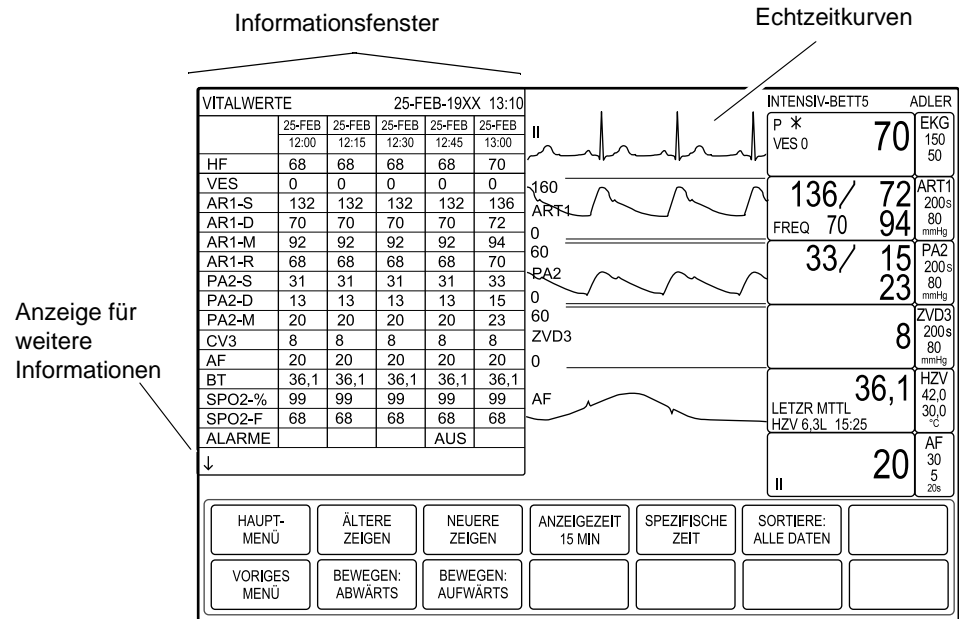 Informationsfenster
Echtzeitkurven
Anzeige für
weitere
Informationen
VITALWERTE 25-FEB-19XX 13:10
25-FEB 25-FEB 25-FEB 25-FEB 25-FEB
12:00 12:15 12:30 12:45 13:00
HF 68 68 68 68 70
VES 0 0 0 0 0
AR1-S 132 132 132 132 136
AR1-D 70 70 70 70 72
AR1-M 92 92 92 92 94
AR1-R 68 68 68 68 70
PA2-S 31 31 31 31 33
PA2-D 13 13 13 13 15
PA2-M 20 20 20 20 23
CV3 8 8 8 8 8
AF 20 20 20 20 20
BT 36,1 36,1 36,1 36,1 36,1
SPO2-% 99 99 99 99 99
SPO2-F 68 68 68 68 68
ALARME AUS
↓
II
160
ART1
0
60
PA2
0
60
ZVD3
0
AF
INTENSIV-BETT5 ADLER
P
VES 0
70
EKG
150
50
136/ 72
FREQ 70 94
ART1
200s
80
mmHg
33/ 15
23
PA2
200s
80
mmHg
8
ZVD3
200s
80
mmHg
36,1
LETZR MTTL
HZV 6,3L 15:25
HZV
42,0
30,0
°C
II
20
AF
30
5
20s
HAUPT-
MENÜ
ÄLTERE
ZEIGEN
NEUERE
ZEIGEN
ANZEIGEZEIT
15 MIN
SPEZIFISCHE
ZEIT
SORTIERE:
ALLE DATEN
VORIGES
MENÜ
BEWEGEN:
ABWÄRTS
BEWEGEN:
AUFWÄRTS